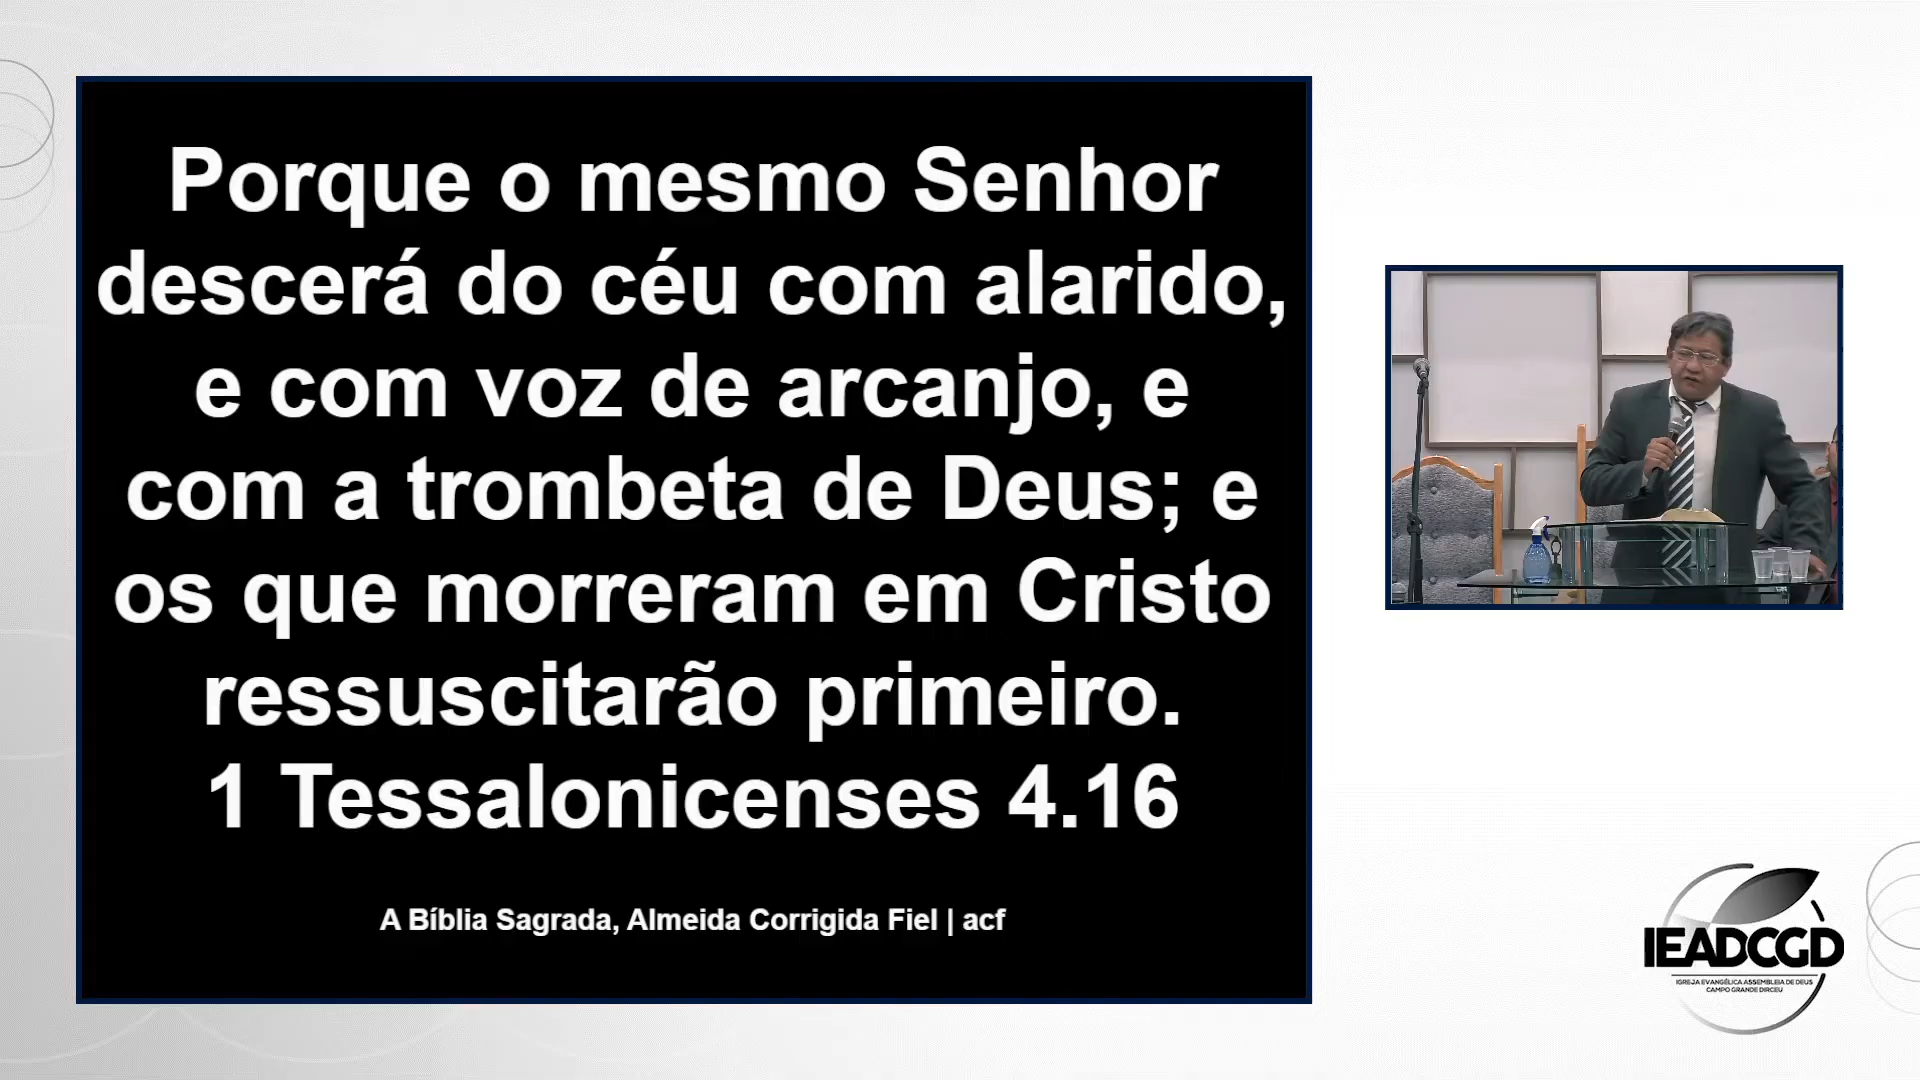 Porque o mesmo Senhor
descerá do céu com alarido,
e com voz de arcanjo, e
com a trombeta de Deus; e
os que morreram em Cristo
ressuscitarão primeiro.
1 Tessalonicenses 4.16
A Bíblia Sagrada, Almeida Corrigida Fiel | acf
IEADCGD
IGREJA EVANGÉLICA ASSEMBLEIA DE DEUS
CAMPO GRANDE DIRCEU